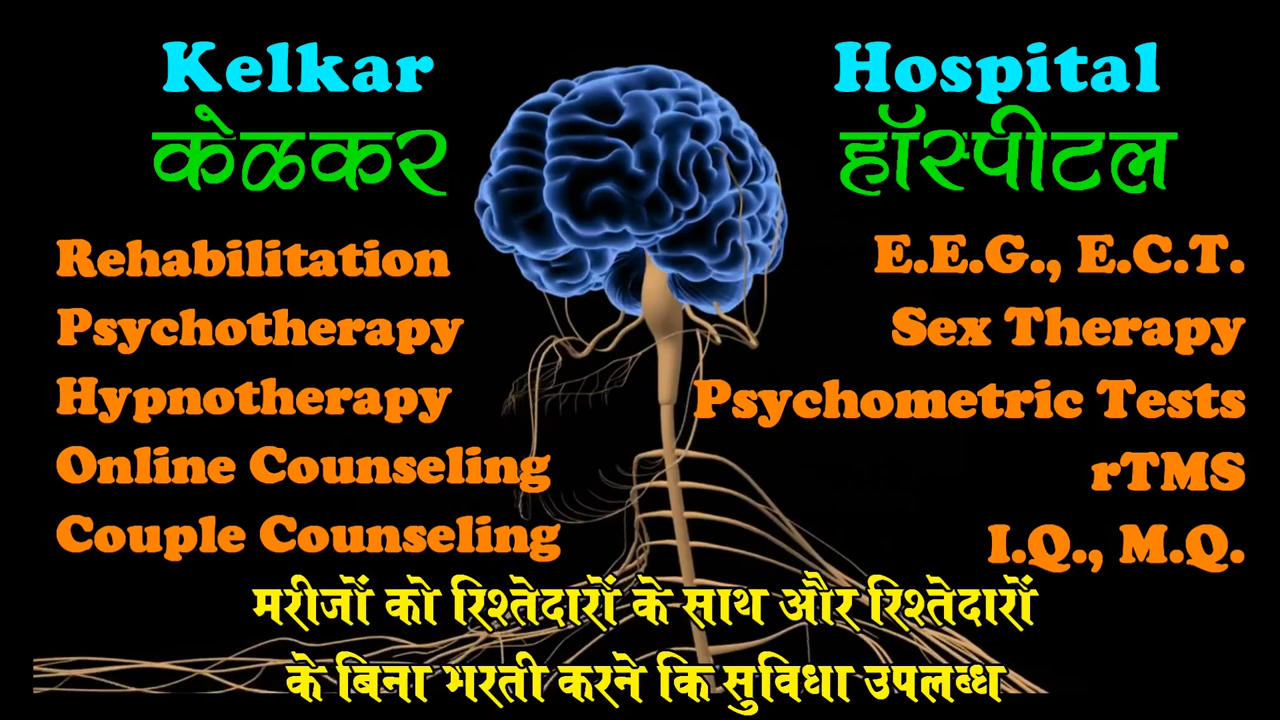 Kelkar Hospital
केळकर हॉस्पीटल
Rehabilitation
Psychotherapy
Hypnotherapy
Online Counseling
Couple Counseling
E.E.G., E.C.T.
Sex Therapy
Psychometric Tests
rTMS
I.Q., M.Q.
मरीजों को रिश्तेदारों के साथ और रिश्तेदारों
के बिना भरती करने कि सुविधा उपलब्ध